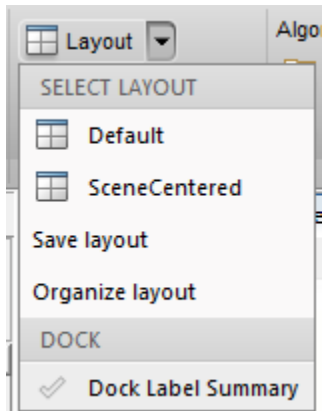 Layout
Algo
SELECT LAYOUT
Default
SceneCentered
Save layout
Organize layout
DOCK
Dock Label Summary